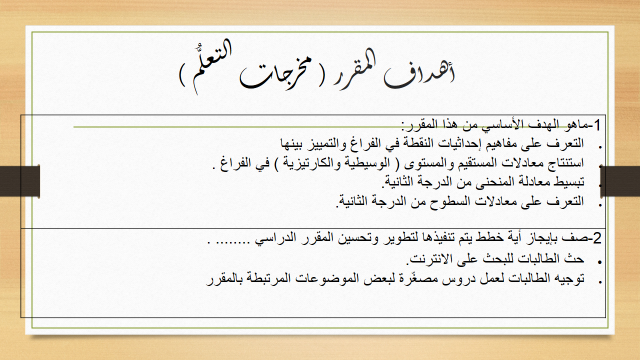 أهداف المقرر ( مخرجات التعلُّم )
1-ماهو الهدف الأساسي من هذا المقرر:
. التعرف على مفاهيم إحداثيات النقطة في الفراغ والتمييز بينها
. استنتاج معادلات المستقيم والمستوى ( الوسيطية والكارتيزية ) في الفراغ .
. تبسيط معادلة المنحنى من الدرجة الثانية.
. التعرف على معادلات السطوح من الدرجة الثانية.
2-صف بإيجاز أية خطط يتم تنفيذها لتطوير وتحسين المقرر الدراسي ........ .
. حث الطالبات للبحث على الانترنت.
. توجيه الطالبات لعمل دروس مصغّرة لبعض الموضوعات المرتبطة بالمقرر